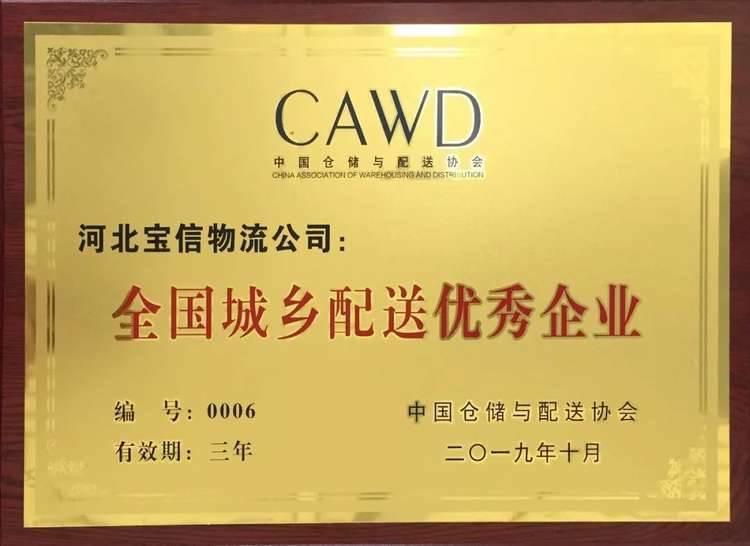 CAWD
中国仓储与配送协会
CHINA ASSOCIATION OF WAREHOUSING AND DISTRIBUTION
河北宝信物流公司：
全国城乡配送优秀企业
编 号：0006
中国仓储与配送协会
有效期：三年
二〇一九年十月